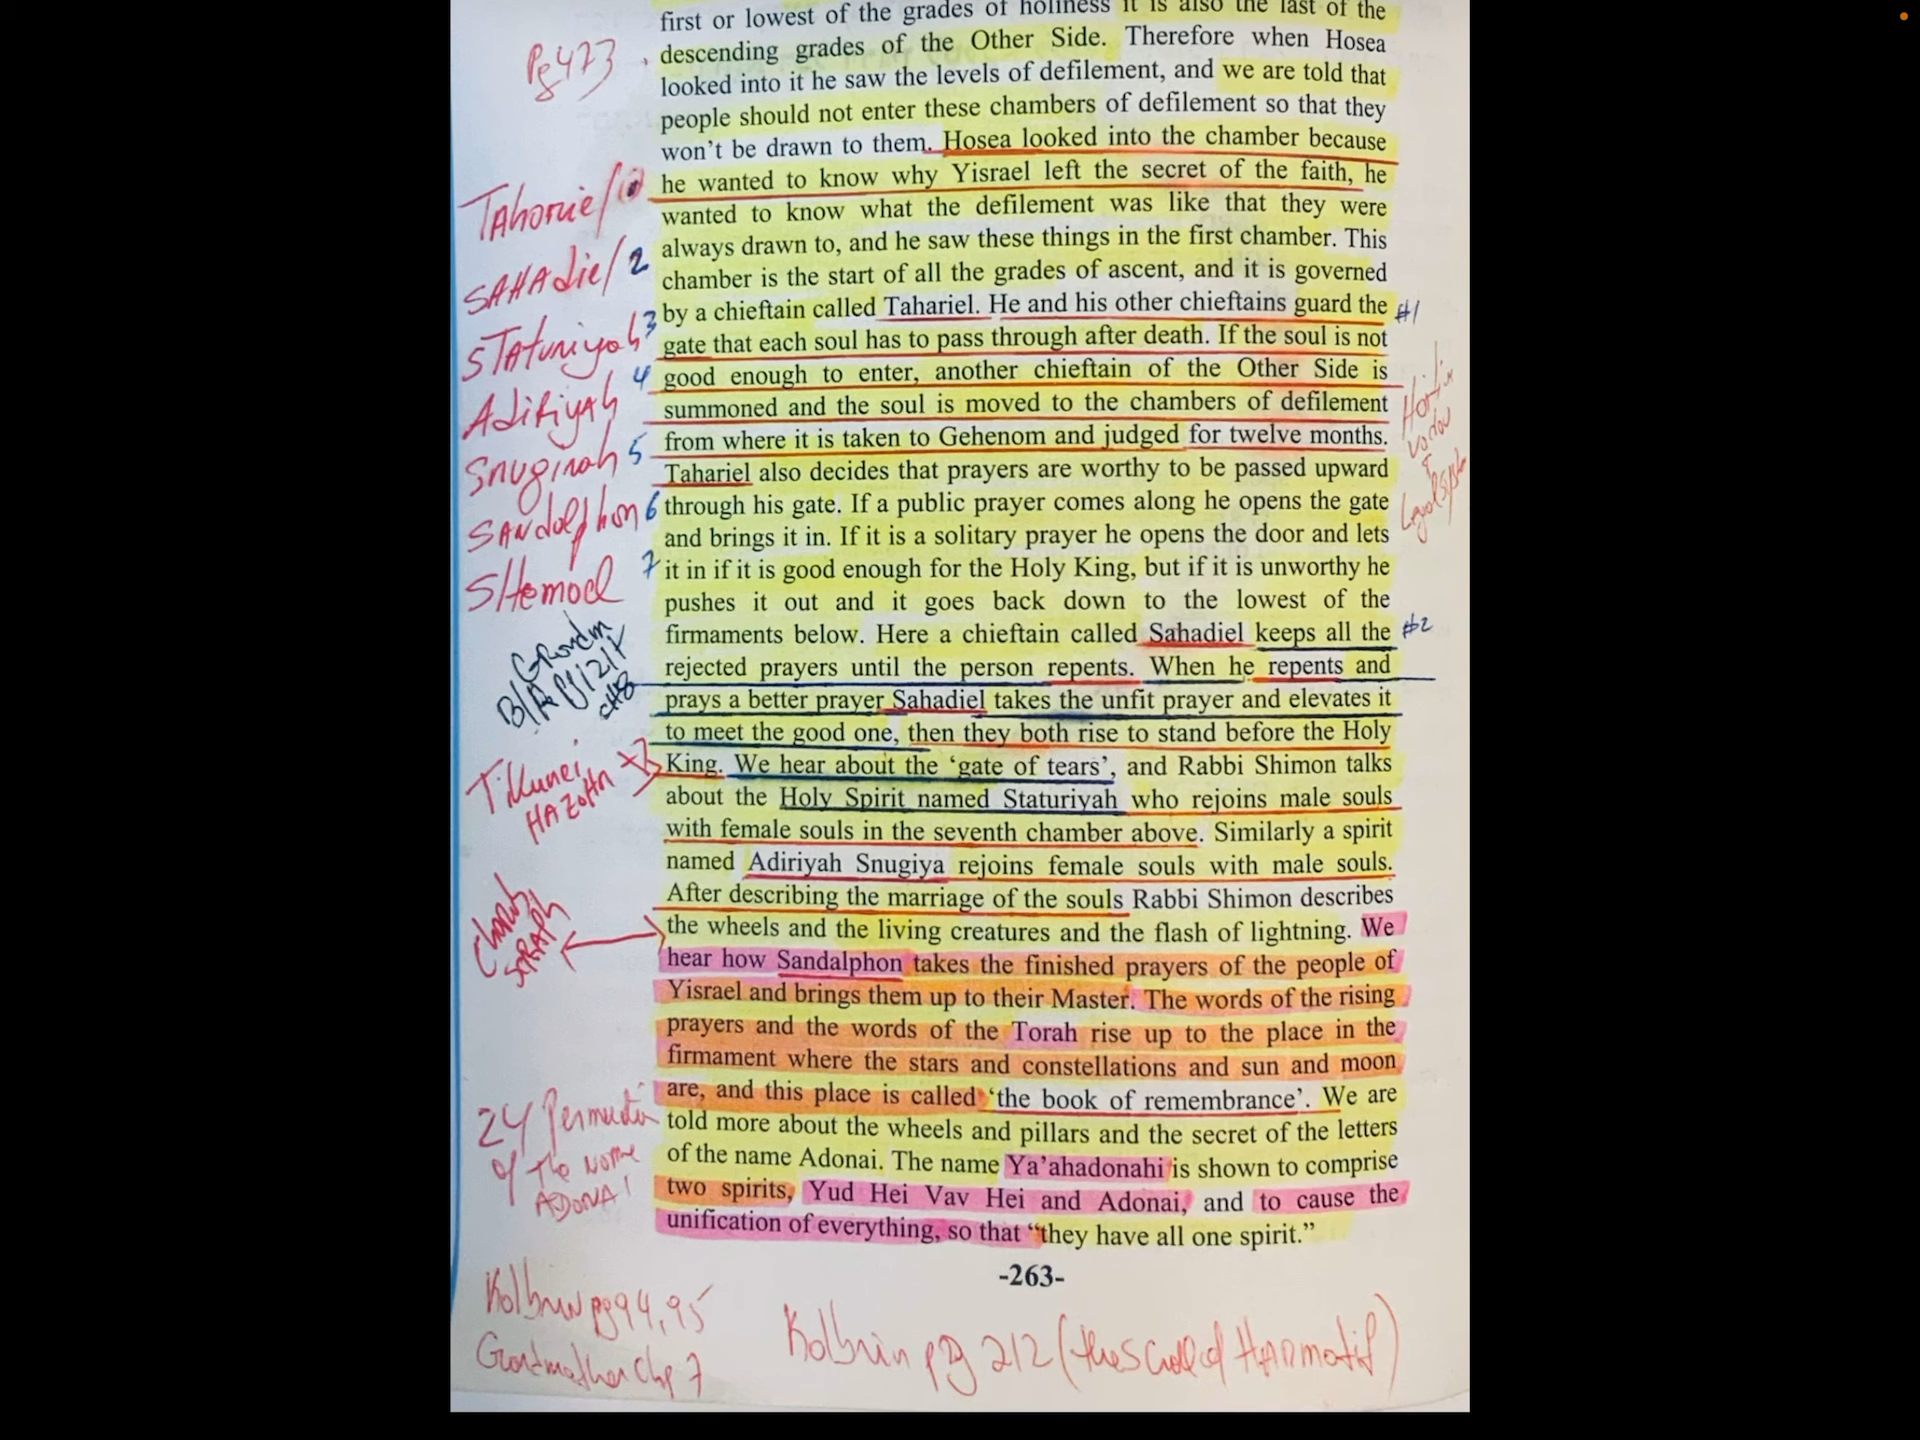 first or lowest of the grades of holiness it is also the last of the
descending grades of the Other Side. Therefore when Hosea
looked into it he saw the levels of defilement, and we are told that
people should not enter these chambers of defilement so that they
won't be drawn to them. Hosea looked into the chamber because
he wanted to know why Yisrael left the secret of the faith, he
wanted to know what the defilement was like that they were
always drawn to, and he saw these things in the first chamber. This
chamber is the start of all the grades of ascent, and it is governed
by a chieftain called Tahariel. He and his other chieftains guard the
gate that each soul has to pass through after death. If the soul is not
good enough to enter, another chieftain of the Other Side is
summoned and the soul is moved to the chambers of defilement
from where it is taken to Gehenom and judged for twelve months.
Tahariel also decides that prayers are worthy to be passed upward
through his gate. If a public prayer comes along he opens the gate
and brings it in. If it is a solitary prayer he opens the door and lets
it in if it is good enough for the Holy King, but if it is unworthy he
pushes it out and it goes back down to the lowest of the
firmaments below. Here a chieftain called Sahadiel keeps all the
rejected prayers until the person repents. When he repents and
prays a better prayer Sahadiel takes the unfit prayer and elevates it
to meet the good one, then they both rise to stand before the Holy
King. We hear about the 'gate of tears', and Rabbi Shimon talks
about the Holy Spirit named Staturiyah who rejoins male souls
with female souls in the seventh chamber above. Similarly a spirit
named Adiriyah Snugiya rejoins female souls with male souls.
After describing the marriage of the souls Rabbi Shimon describes
the wheels and the living creatures and the flash of lightning. We
hear how Sandalphon takes the finished prayers of the people of
Yisrael and brings them up to their Master. The words of the rising
prayers and the words of the Torah rise up to the place in the
firmament where the stars and constellations and sun and moon
are, and this place is called 'the book of remembrance'. We are
told more about the wheels and pillars and the secret of the letters
of the name Adonai. The name Ya'ahadonahi is shown to comprise
two spirits, Yud Hei Vav Hei and Adonai, and to cause the
unification of everything, so that "they have all one spirit."
-263-
Pg 473
Tahoriel 1
SAHAdiel 2
STAturiyah 3
AdiRiyAh 4
Snuginah 5
SANdalphon 6
SHemoel 7
Tikkunei
HAZoHAR
24
of The Name
ADONAI
Kolbrin pg 94, 95
Grandmother Chp 7
Kolbrin pg 212 (the Scroll of HARmotif)
#1
#2